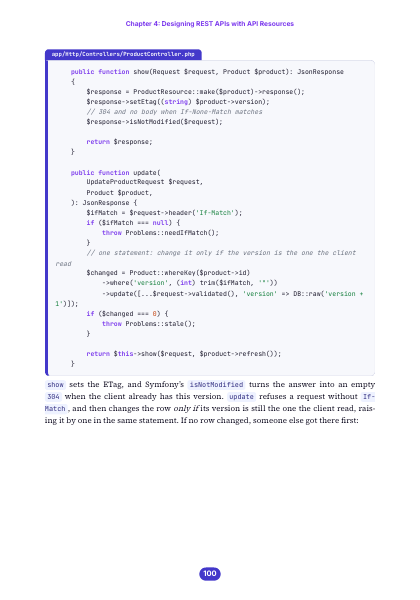 Chapter 4: Designing REST APIs with API Resources
app/Http/Controllers/ProductController.php
    public function show(Request $request, Product $product): JsonResponse
    {
        $response = ProductResource::make($product)->response();
        $response->setEtag((string) $product->version);
        // 304 and no body when If-None-Match matches
        $response->isNotModified($request);

        return $response;
    }

    public function update(
        UpdateProductRequest $request,
        Product $product,
    ): JsonResponse {
        $ifMatch = $request->header('If-Match');
        if ($ifMatch === null) {
            throw Problems::needIfMatch();
        }
        // one statement: change it only if the version is the one the client
read
        $changed = Product::whereKey($product->id)
            ->where('version', (int) trim($ifMatch, '"'))
            ->update([...$request->validated(), 'version' => DB::raw('version +
1')]);
        if ($changed === 0) {
            throw Problems::stale();
        }

        return $this->show($request, $product->refresh());
    }
show sets the ETag, and Symfony's isNotModified turns the answer into an empty
304 when the client already has this version. update refuses a request without If-
Match, and then changes the row only if its version is still the one the client read, rais-
ing it by one in the same statement. If no row changed, someone else got there first:
100